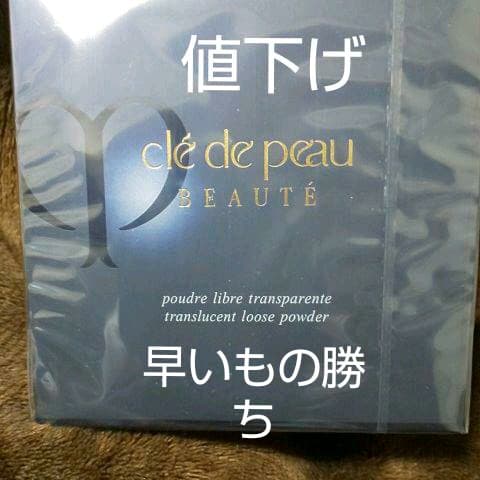 値下げ
clé de peau
BEAUTÉ
poudre libre transparente
translucent loose powder
早いもの勝
ち